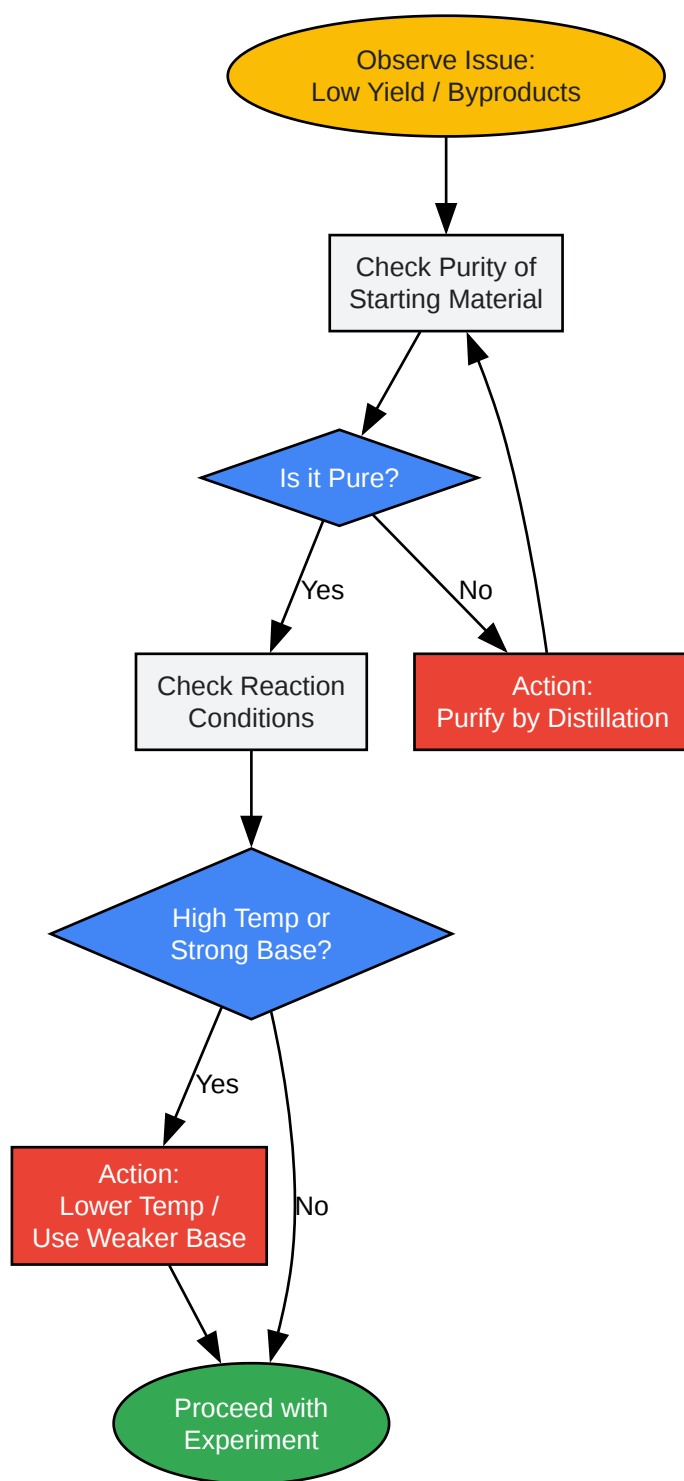 Observe Issue:
Low Yield / Byproducts
Check Purity of
Starting Material
Is it Pure?
Yes
No
Check Reaction
Conditions
Action:
Purify by Distillation
High Temp or
Strong Base?
Yes
Action:
Lower Temp /
Use Weaker Base
No
Proceed with
Experiment